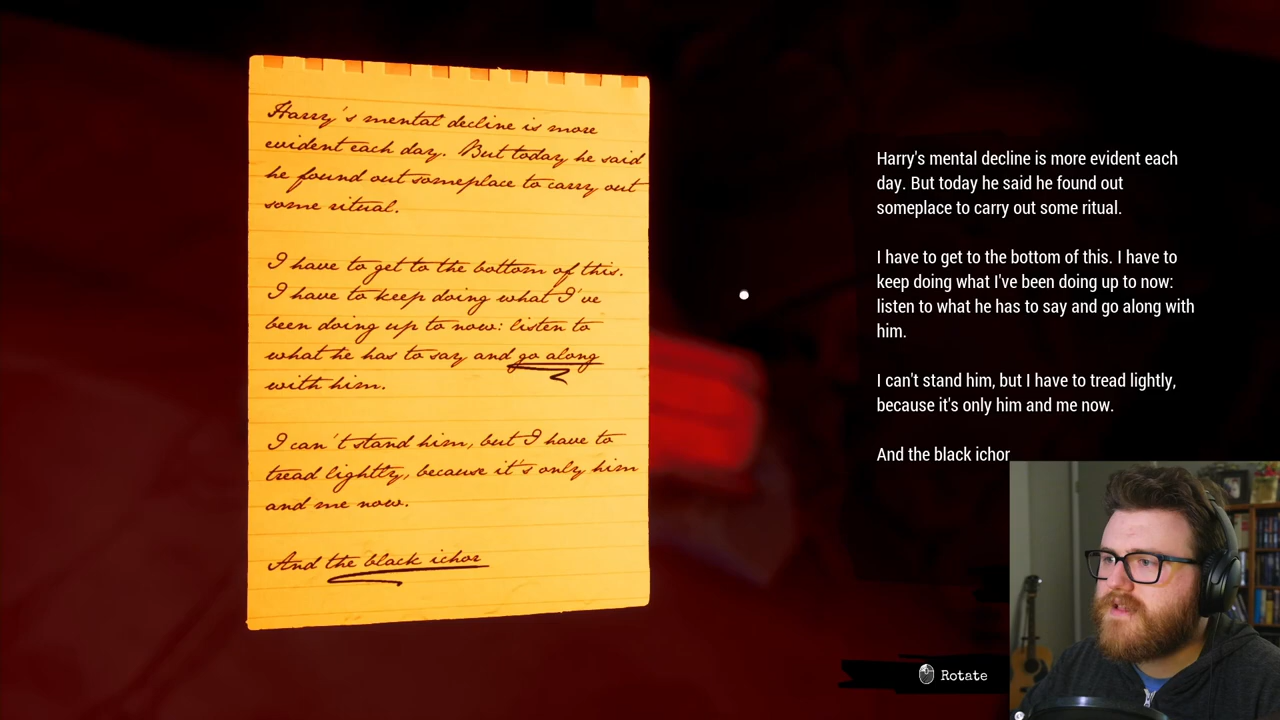 Harry's mental decline is more
evident each day. But today he said
he found out someplace to carry out
some ritual.
I have to get to the bottom of this.
I have to keep doing what I've
been doing up to now: listen to
what he has to say and go along
with him.
I can't stand him, but I have to
tread lightly, because it's only him
and me now.
And the black ichor
Harry's mental decline is more evident each
day. But today he said he found out
someplace to carry out some ritual.
I have to get to the bottom of this. I have to
keep doing what I've been doing up to now:
listen to what he has to say and go along with
him.
I can't stand him, but I have to tread lightly,
because it's only him and me now.
And the black ichor
Rotate